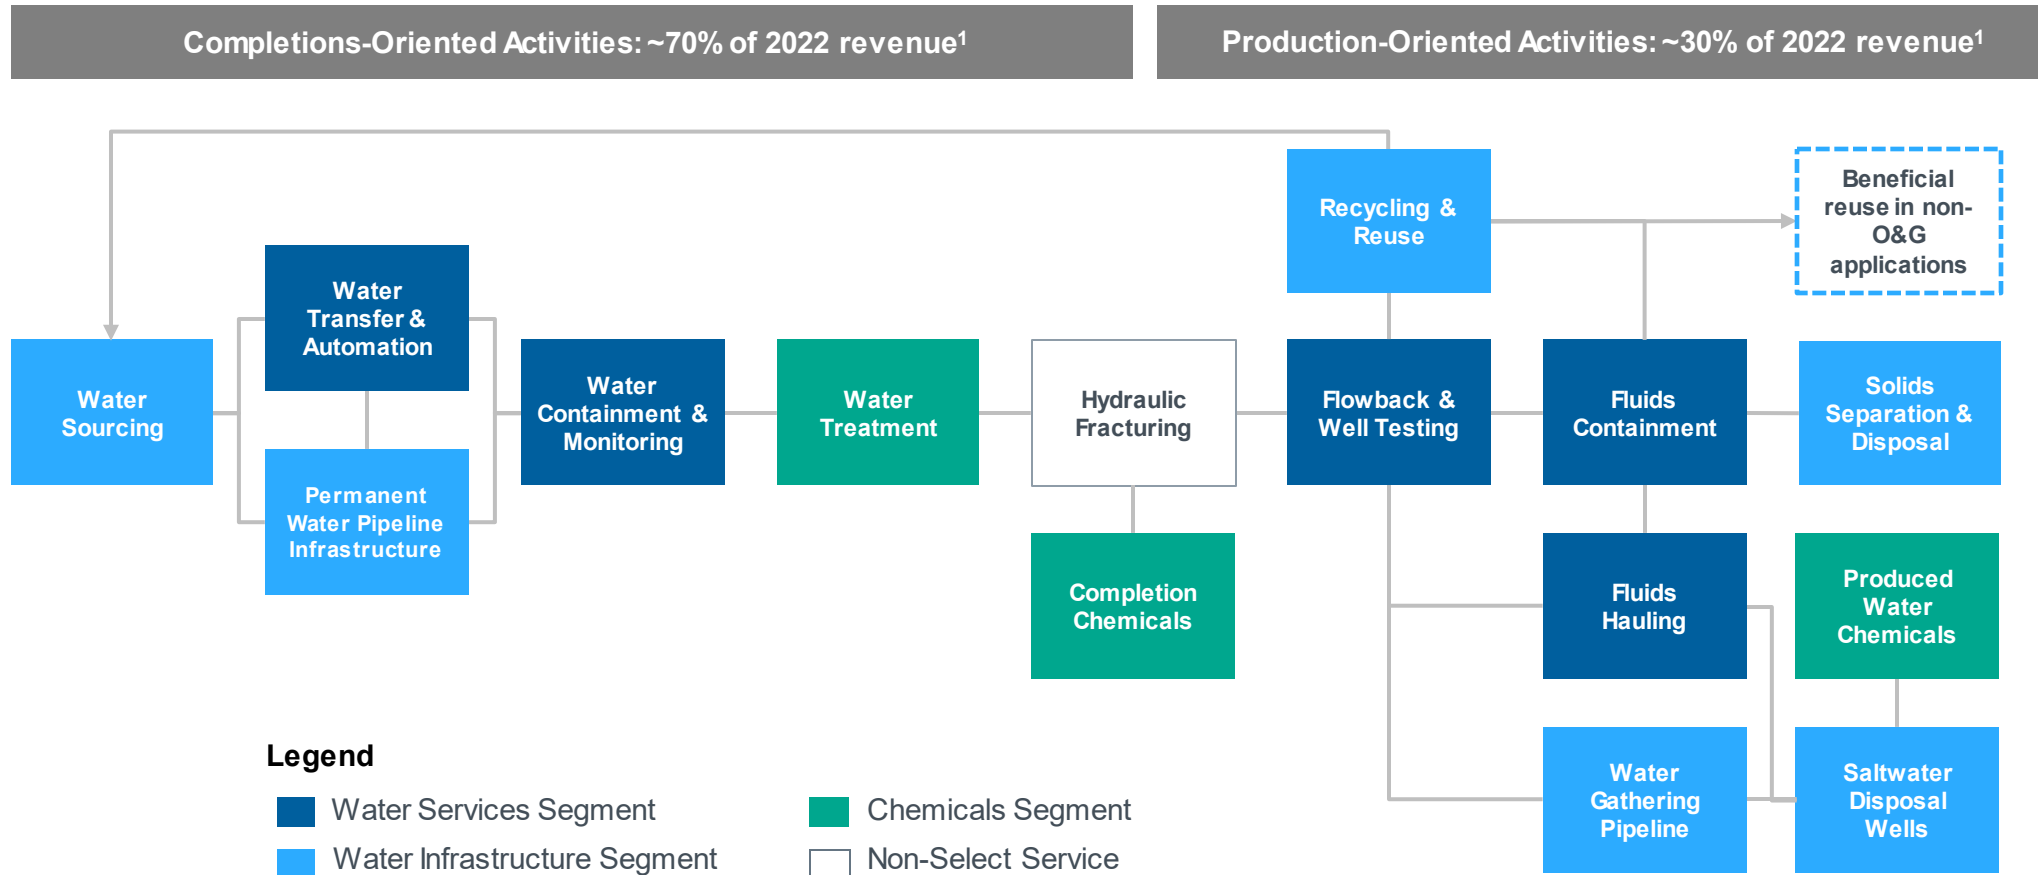 Completions-Oriented Activities: ~70% of 2022 revenue¹
Production-Oriented Activities: ~30% of 2022 revenue¹
Recycling &
Reuse
Beneficial
reuse in non-
O&G
applications
Water
Transfer &
Automation
Water
Sourcing
Permanent
Water Pipeline
Infrastructure
Water
Containment &
Monitoring
Water
Treatment
Hydraulic
Fracturing
Flowback &
Well Testing
Fluids
Containment
Solids
Separation &
Disposal
Completion
Chemicals
Fluids
Hauling
Produced
Water
Chemicals
Water
Gathering
Pipeline
Saltwater
Disposal
Wells
Legend
Water Services Segment
Chemicals Segment
Water Infrastructure Segment
Non-Select Service